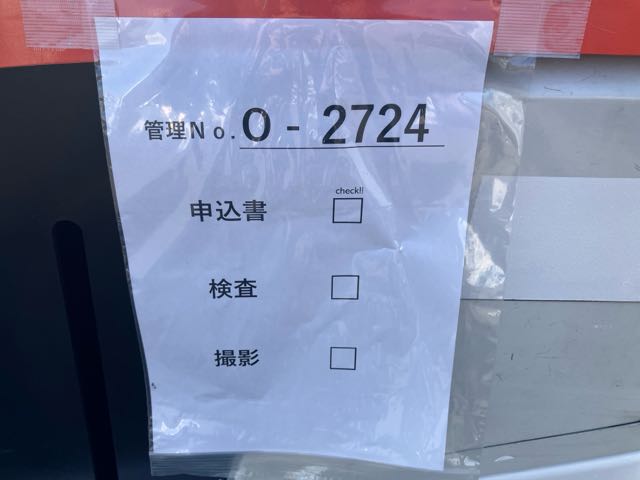 管理No. O - 2724
check!!
申込書 □
検査 □
撮影 □